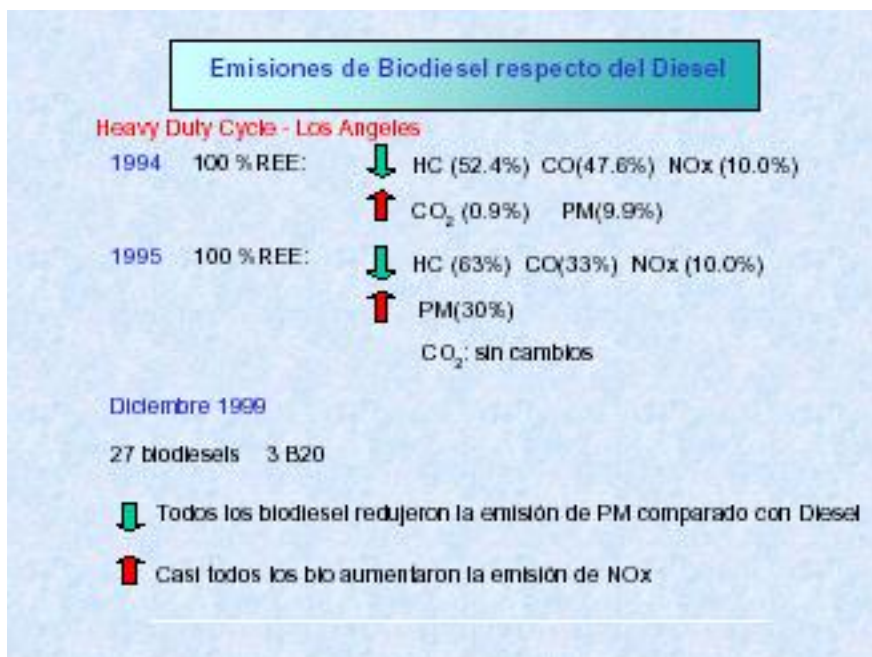 Emisiones de Biodiesel respecto del Diesel
Heavy Duty Cycle - Los Angeles
1994 100 % REE: HC (52.4%) CO(47.6%) NOx (10.0%)
CO₂ (0.9%) PM(9.9%)
1995 100 % REE: HC (63%) CO(33%) NOx (10.0%)
PM(30%)
CO₂: sin cambios
Diciembre 1999
27 biodiesels 3 B20
Todos los biodiesel redujeron la emisión de PM comparado con Diesel
Casi todos los bio aumentaron la emisión de NOx